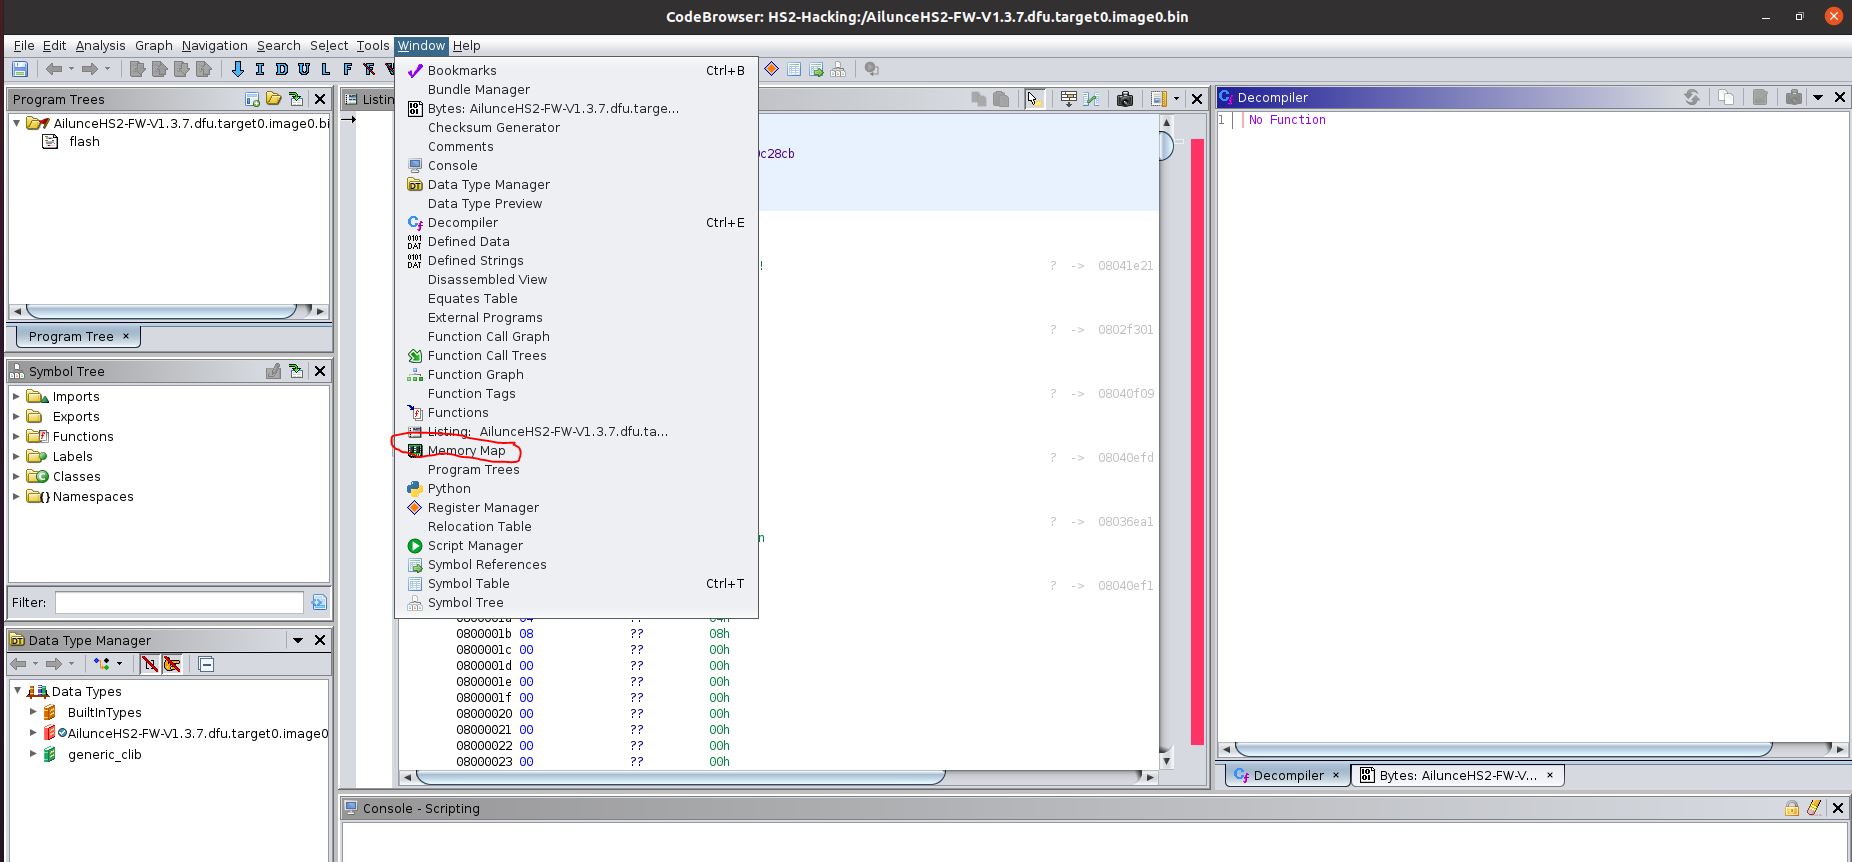 CodeBrowser: HS2-Hacking:/AilunceHS2-FW-V1.3.7.dfu.target0.image0.bin
File Edit Analysis Graph Navigation Search Select Tools Window Help
I D U L F
Program Trees
AilunceHS2-FW-V1.3.7.dfu.target0.image0.bi
flash
Program Tree ×
Symbol Tree
Imports
Exports
Functions
Labels
Classes
Namespaces
Filter:
Data Type Manager
Data Types
BuiltInTypes
AilunceHS2-FW-V1.3.7.dfu.target0.image0
generic_clib
Bookmarks Ctrl+B
Bundle Manager
Bytes: AilunceHS2-FW-V1.3.7.dfu.targe...
Checksum Generator
Comments
Console
Data Type Manager
Data Type Preview
Decompiler Ctrl+E
Defined Data
Defined Strings
Disassembled View
Equates Table
External Programs
Function Call Graph
Function Call Trees
Function Graph
Function Tags
Functions
Listing: AilunceHS2-FW-V1.3.7.dfu.ta...
Memory Map
Program Trees
Python
Register Manager
Relocation Table
Script Manager
Symbol References
Symbol Table Ctrl+T
Symbol Tree
Listin
c28cb
! ? -> 08041e21
? -> 0802f301
? -> 08040f09
? -> 08040efd
? -> 08036ea1
n
? -> 08040ef1
0800001a 04 ?? 04h
0800001b 08 ?? 08h
0800001c 00 ?? 00h
0800001d 00 ?? 00h
0800001e 00 ?? 00h
0800001f 00 ?? 00h
08000020 00 ?? 00h
08000021 00 ?? 00h
08000022 00 ?? 00h
08000023 00 ?? 00h
Decompiler
1 No Function
Decompiler × Bytes: AilunceHS2-FW-V... ×
Console - Scripting